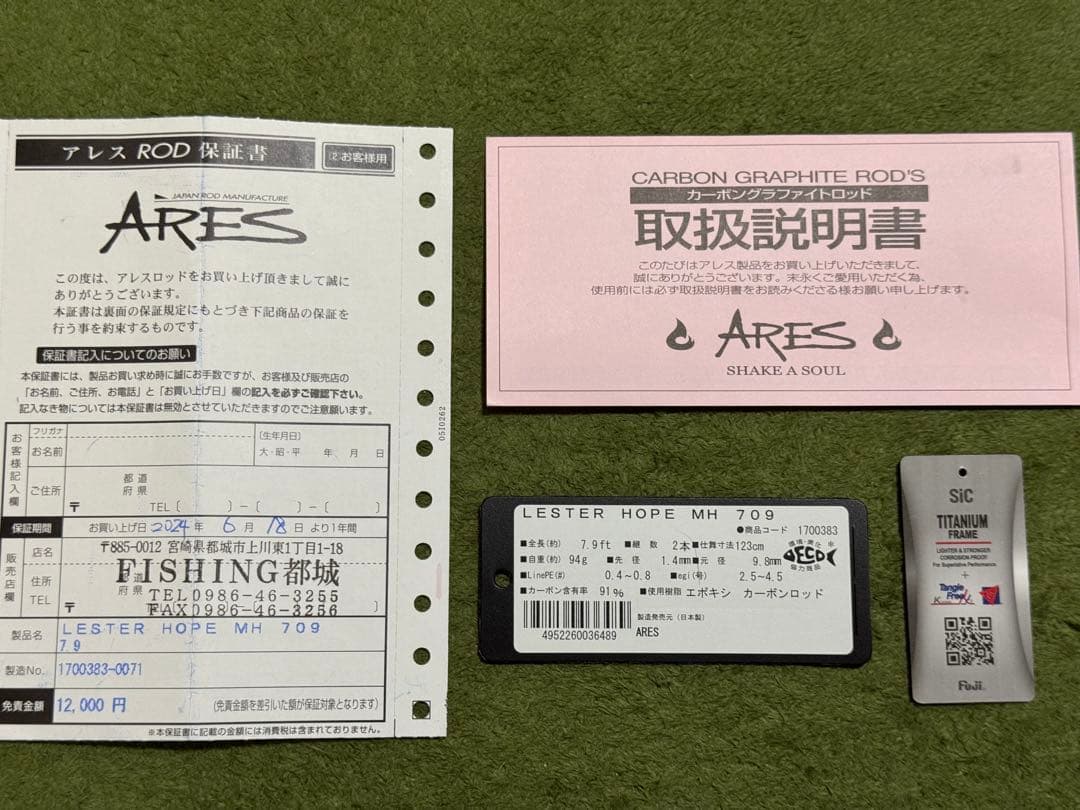 アレス ROD 保証書
②お客様用
JAPAN ROD MANUFACTURE
ARES
この度は、アレスロッドをお買い上げ頂きまして誠に
ありがとうございます。
本証書は裏面の保証規定にもとづき下記商品の保証を
行う事を約束するものです。
保証書記入についてのお願い
本保証書には、製品お買い求め時に誠にお手数ですが、お客様及び販売店の
「お名前、ご住所、お電話」と「お買い上げ日」欄の記入を必ずご確認下さい。
記入なき物については本保証書は無効とさせていただきますのでご注意願います。
0510262
お客様記入欄
フリガナ
お名前
〔生年月日〕
大・昭・平 年 月 日
ご住所
都 道
府 県
〒 TEL〔 〕-〔 〕-〔 〕
保証期間
お買い上げ日 2024年 6月 18日 より1年間
販売店欄
店名
住所
TEL
〒885-0012 宮崎県都城市上川東1丁目1-18
FISHING都城
TEL0986-46-3255
FAX0986-46-3256
道
府 県
〒
製品名
LESTER HOPE MH 709
7.9
製造No.
1700383-0071
免責金額
12,000 円
(免責金額を差引いた額が保証対象となります)
※本保証書に記載の金額には消費税は含まれておりません。
CARBON GRAPHITE ROD'S
カーボングラファイトロッド
取扱説明書
このたびはアレス製品をお買い上げいただきまして、
誠にありがとうございます。末永くご愛用いただく為、
使用前には必ず取扱説明書をお読みくださる様お願い申し上げます。
ARES
SHAKE A SOUL
LESTER HOPE MH 709
●商品コード 1700383
■全長(約) 7.9ft ■継数 2本 ■仕舞寸法 123cm
■自重(約) 94g ■先径 1.4mm ■元径 9.8mm
■LinePE(#) 0.4~0.8 ■egi(号) 2.5~4.5
■カーボン含有率 91% ■使用樹脂 エポキシ カーボンロッド
製造発売元(日本製)
ARES
4952260036489
環境・美化
協力商品
SiC
TITANIUM
FRAME
LIGHTER & STRONGER
CORROSION-PROOF
For Superlative Performance.
+
Tangle
Free
Fuji